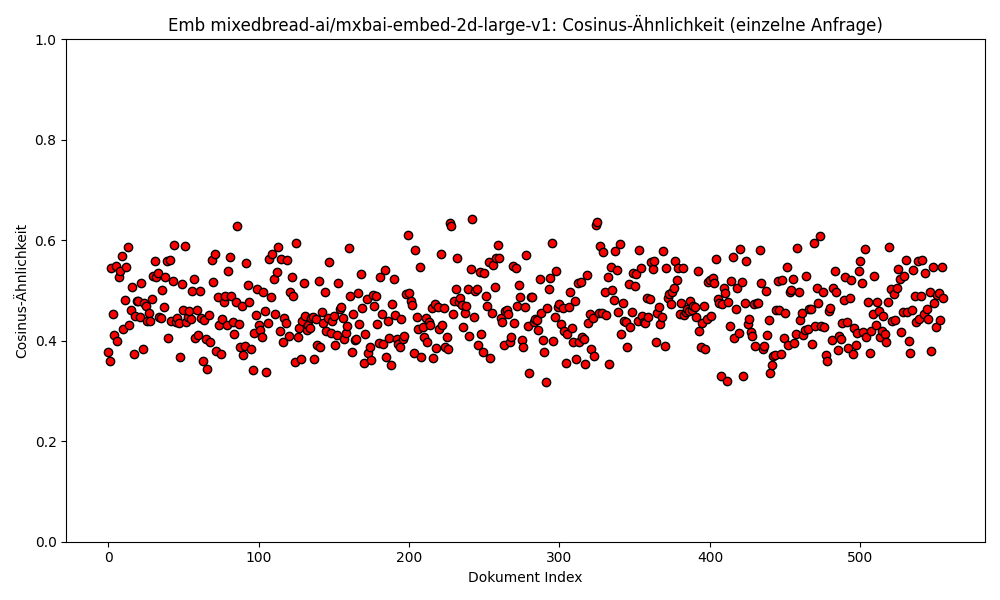 Emb mixedbread-ai/mxbai-embed-2d-large-v1: Cosinus-Ähnlichkeit (einzelne Anfrage)
Cosinus-Ähnlichkeit
1.0
0.8
0.6
0.4
0.2
0.0
0 100 200 300 400 500
Dokument Index